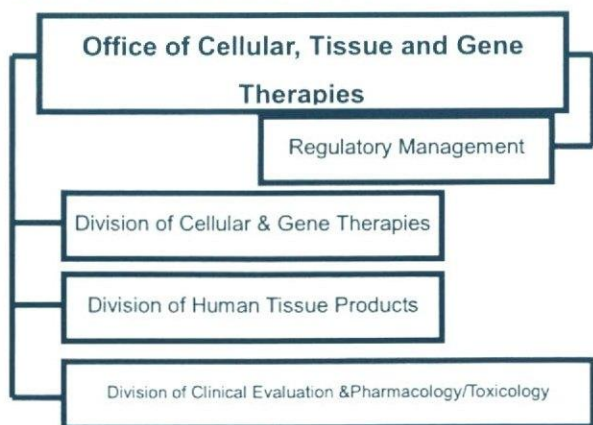 Office of Cellular, Tissue and Gene
Therapies
Regulatory Management
Division of Cellular & Gene Therapies
Division of Human Tissue Products
Division of Clinical Evaluation &Pharmacology/Toxicology